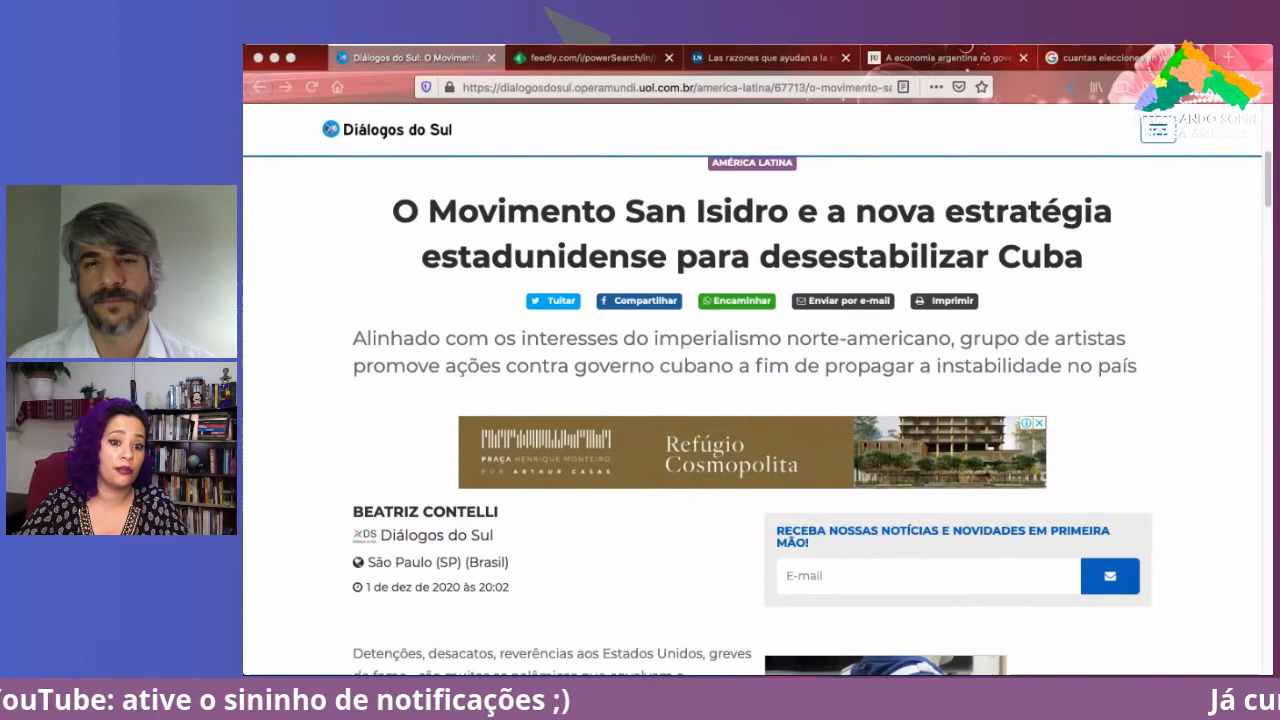 Diálogos do Sul: O Movimento
feedly.com/i/powerSearch/in/
Las razones que ayudan a la r
A economia argentina no gove
cuantas elecciones
https://dialogosdosul.operamundi.uol.com.br/america-latina/67713/o-movimento-sa
Diálogos do Sul
AMÉRICA LATINA
O Movimento San Isidro e a nova estratégia
estadunidense para desestabilizar Cuba
Tuitar
Compartilhar
Encaminhar
Enviar por e-mail
Imprimir
Alinhado com os interesses do imperialismo norte-americano, grupo de artistas
promove ações contra governo cubano a fim de propagar a instabilidade no país
PRAÇA HENRIQUE MONTEIRO
POR ARTHUR CASAS
Refúgio
Cosmopolita
BEATRIZ CONTELLI
Diálogos do Sul
São Paulo (SP) (Brasil)
1 de dez de 2020 às 20:02
RECEBA NOSSAS NOTÍCIAS E NOVIDADES EM PRIMEIRA
MÃO!
E-mail
Detenções, desacatos, reverências aos Estados Unidos, greves
YouTube: ative o sininho de notificações ;)
Já cu